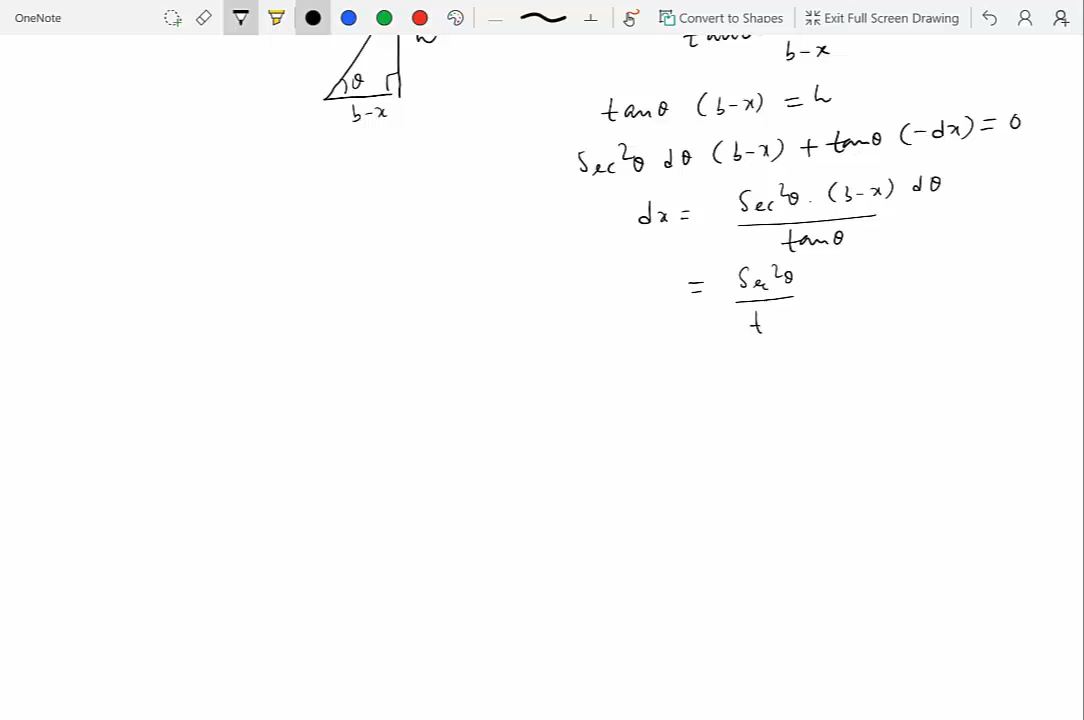 OneNote
Convert to Shapes
Exit Full Screen Drawing
θ
b-x
b-x
tanθ (b-x) = h
Sec²θ dθ (b-x) + tanθ (-dx) = 0
dx = Sec²θ · (b-x) dθ
tanθ
= Sec²θ
t